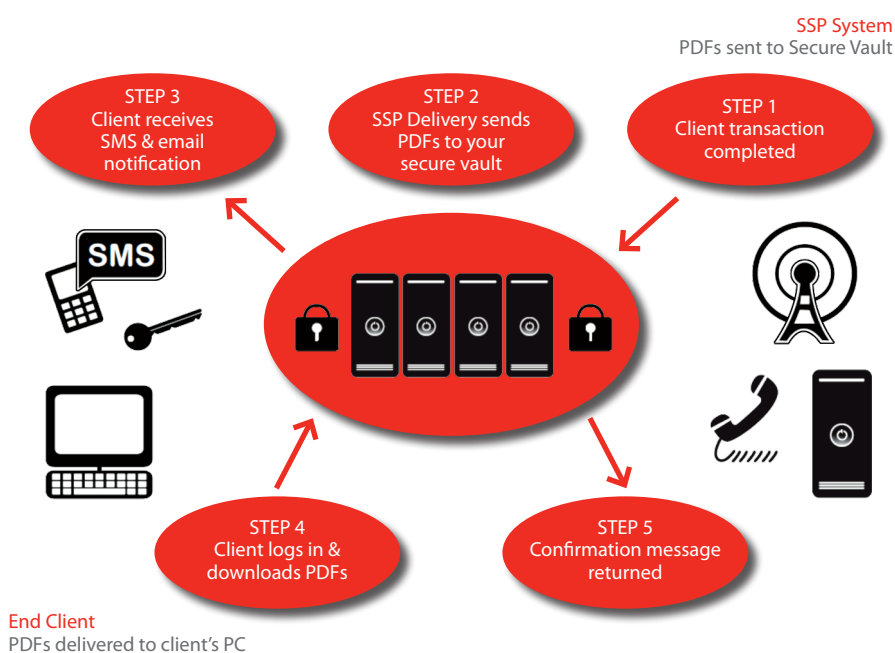 SSP System
PDFs sent to Secure Vault
STEP 1
Client transaction
completed
STEP 2
SSP Delivery sends
PDFs to your
secure vault
STEP 3
Client receives
SMS & email
notification
SMS
STEP 4
Client logs in &
downloads PDFs
STEP 5
Confirmation message
returned
End Client
PDFs delivered to client's PC